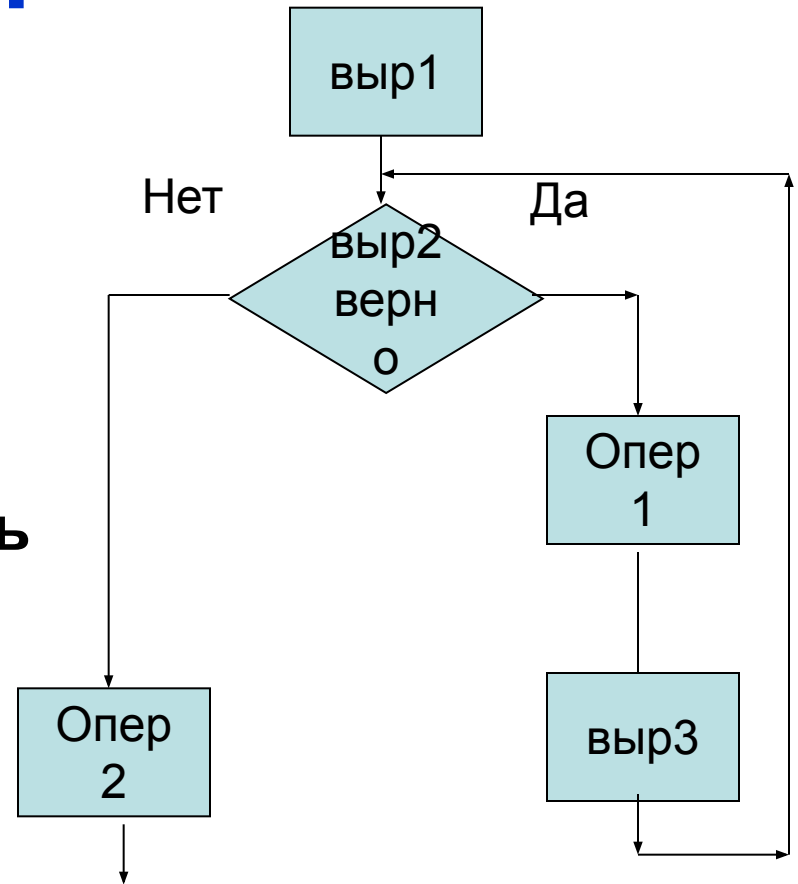 выр1
Нет
Да
выр2
верн
о
Опер
1
ь
Опер
2
выр3